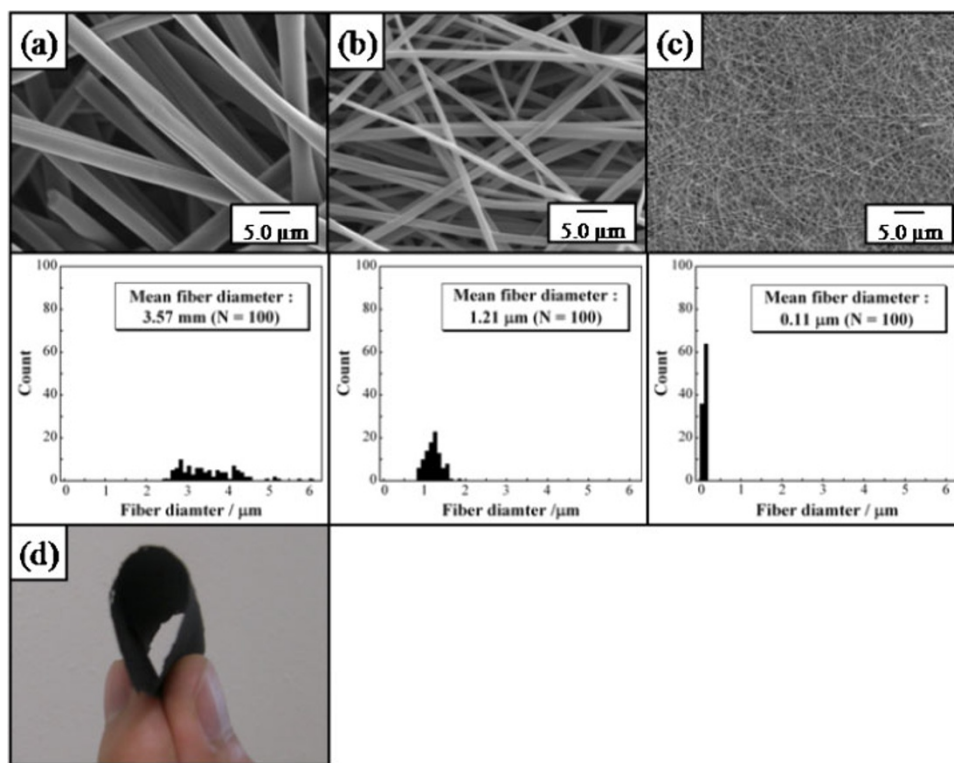 (a)
5.0 μm
(b)
5.0 μm
(c)
5.0 μm
100
80
60
40
20
0
Count
Mean fiber diameter :
3.57 mm (N = 100)
0 1 2 3 4 5 6
Fiber diamter / μm
100
80
60
40
20
0
Count
Mean fiber diameter :
1.21 μm (N = 100)
0 1 2 3 4 5 6
Fiber diamter /μm
100
80
60
40
20
0
Count
Mean fiber diameter :
0.11 μm (N = 100)
0 1 2 3 4 5 6
Fiber diamter / μm
(d)